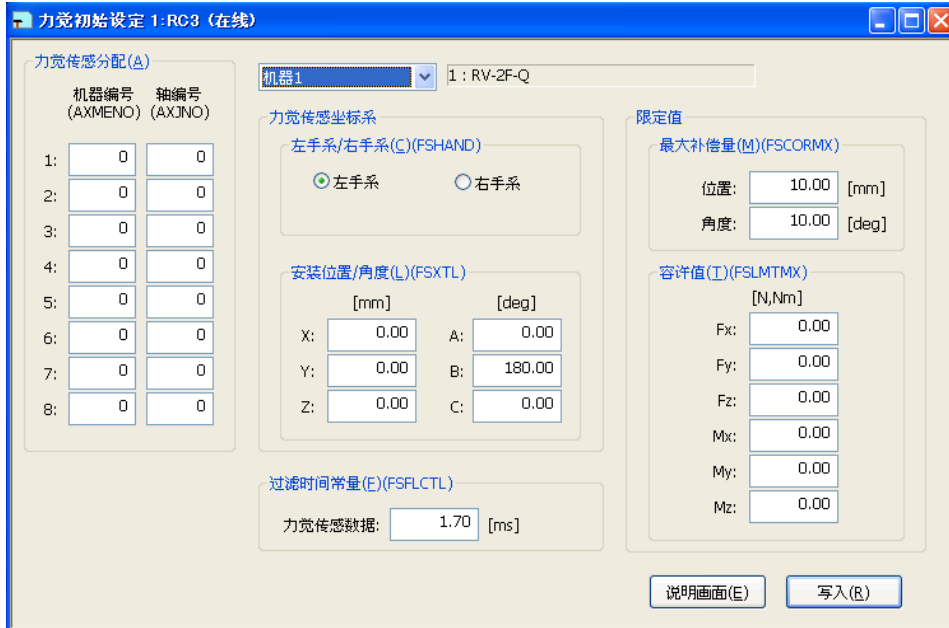 力觉初始设定 1:RC3（在线）
力觉传感分配(A)
机器编号 轴编号
(AXMENO) (AXJNO)
1: 0 0
2: 0 0
3: 0 0
4: 0 0
5: 0 0
6: 0 0
7: 0 0
8: 0 0
机器1 1 : RV-2F-Q
力觉传感坐标系
左手系/右手系(C)(FSHAND)
左手系 右手系
安装位置/角度(L)(FSXTL)
[mm] [deg]
X: 0.00 A: 0.00
Y: 0.00 B: 180.00
Z: 0.00 C: 0.00
过滤时间常量(F)(FSFLCTL)
力觉传感数据: 1.70 [ms]
限定值
最大补偿量(M)(FSCORMX)
位置: 10.00 [mm]
角度: 10.00 [deg]
容许值(T)(FSLMTMX)
[N,Nm]
Fx: 0.00
Fy: 0.00
Fz: 0.00
Mx: 0.00
My: 0.00
Mz: 0.00
说明画面(E) 写入(R)